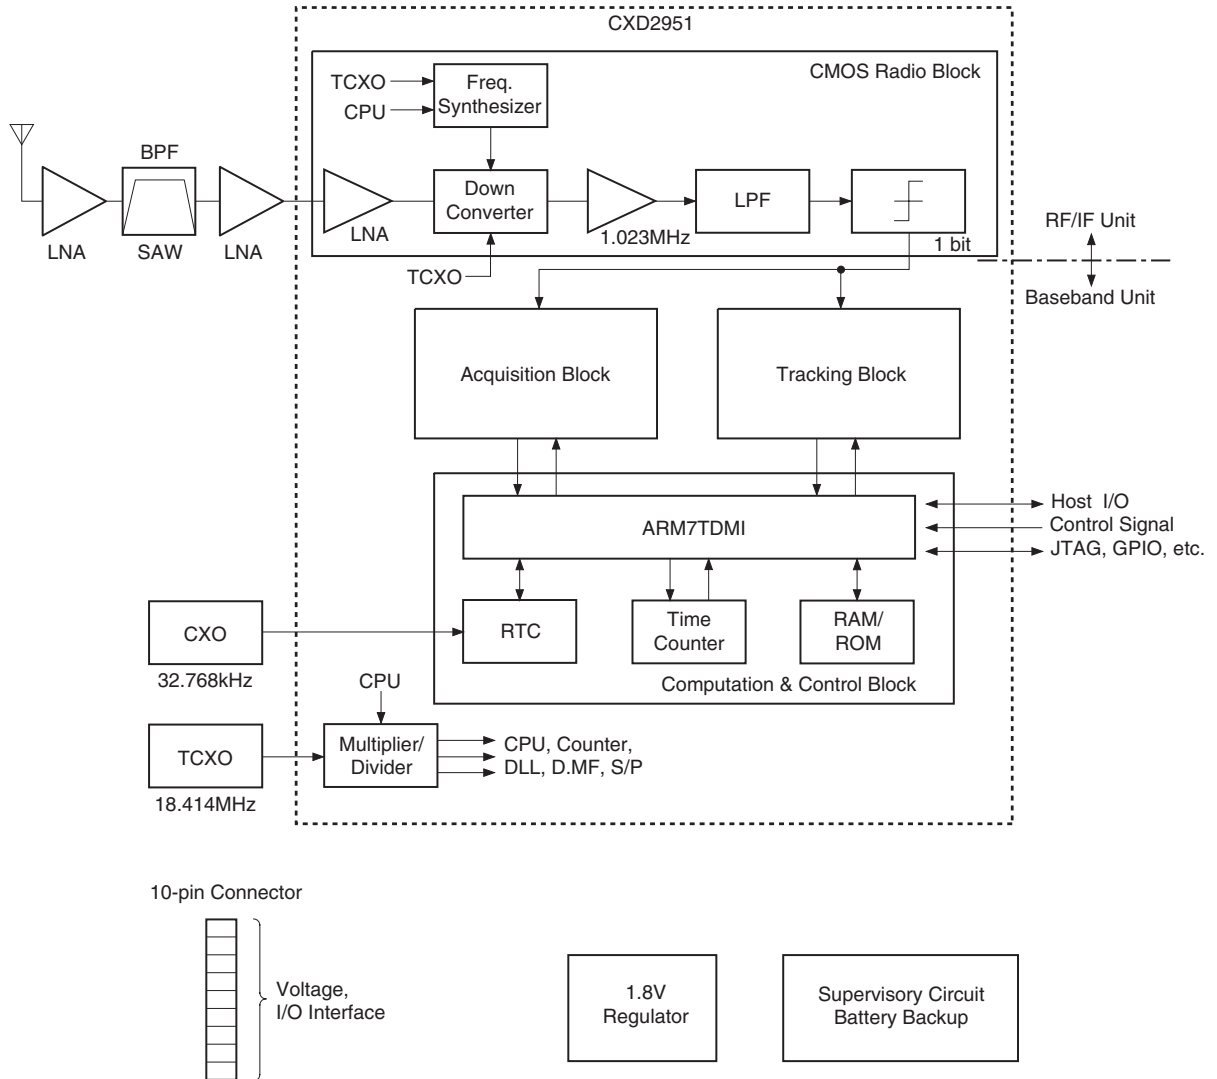 CXD2951
CMOS Radio Block
TCXO
CPU
Freq.
Synthesizer
BPF
LNA
SAW
LNA
LNA
Down
Converter
1.023MHz
LPF
1 bit
TCXO
RF/IF Unit
Baseband Unit
Acquisition Block
Tracking Block
ARM7TDMI
Host I/O
Control Signal
JTAG, GPIO, etc.
RTC
Time
Counter
RAM/
ROM
Computation & Control Block
CXO
32.768kHz
CPU
TCXO
18.414MHz
Multiplier/
Divider
CPU, Counter,
DLL, D.MF, S/P
10-pin Connector
Voltage,
I/O Interface
1.8V
Regulator
Supervisory Circuit
Battery Backup